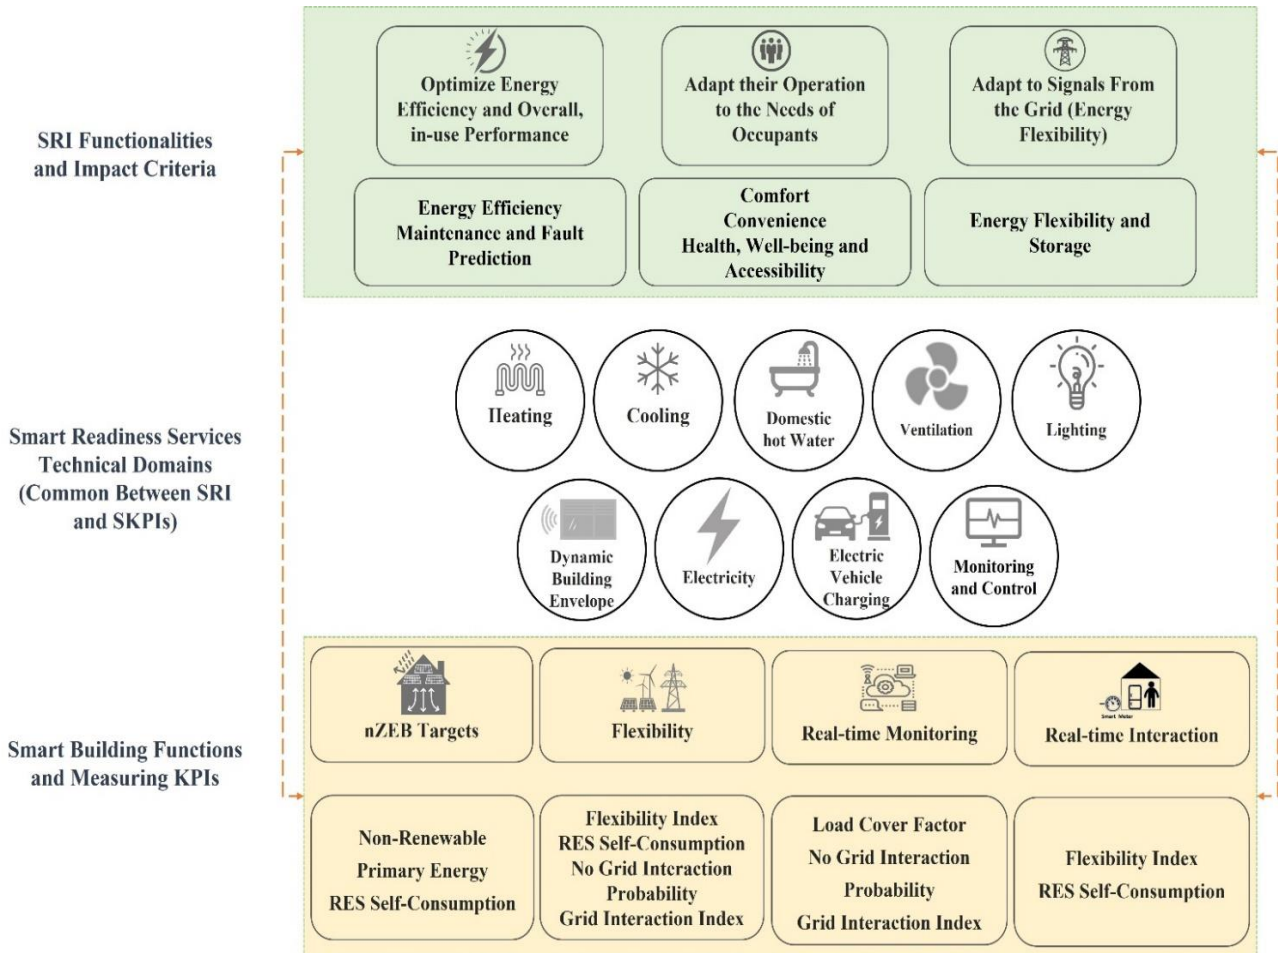 SRI Functionalities
and Impact Criteria
Optimize Energy
Efficiency and Overall,
in-use Performance
Adapt their Operation
to the Needs of
Occupants
Adapt to Signals From
the Grid (Energy
Flexibility)
Energy Efficiency
Maintenance and Fault
Prediction
Comfort
Convenience
Health, Well-being and
Accessibility
Energy Flexibility and
Storage
Smart Readiness Services
Technical Domains
(Common Between SRI
and SKPIs)
Heating
Cooling
Domestic
hot Water
Ventilation
Lighting
Dynamic
Building
Envelope
Electricity
Electric
Vehicle
Charging
Monitoring
and Control
Smart Building Functions
and Measuring KPIs
nZEB Targets
Flexibility
Real-time Monitoring
Smart Meter
Real-time Interaction
Non-Renewable
Primary Energy
RES Self-Consumption
Flexibility Index
RES Self-Consumption
No Grid Interaction
Probability
Grid Interaction Index
Load Cover Factor
No Grid Interaction
Probability
Grid Interaction Index
Flexibility Index
RES Self-Consumption